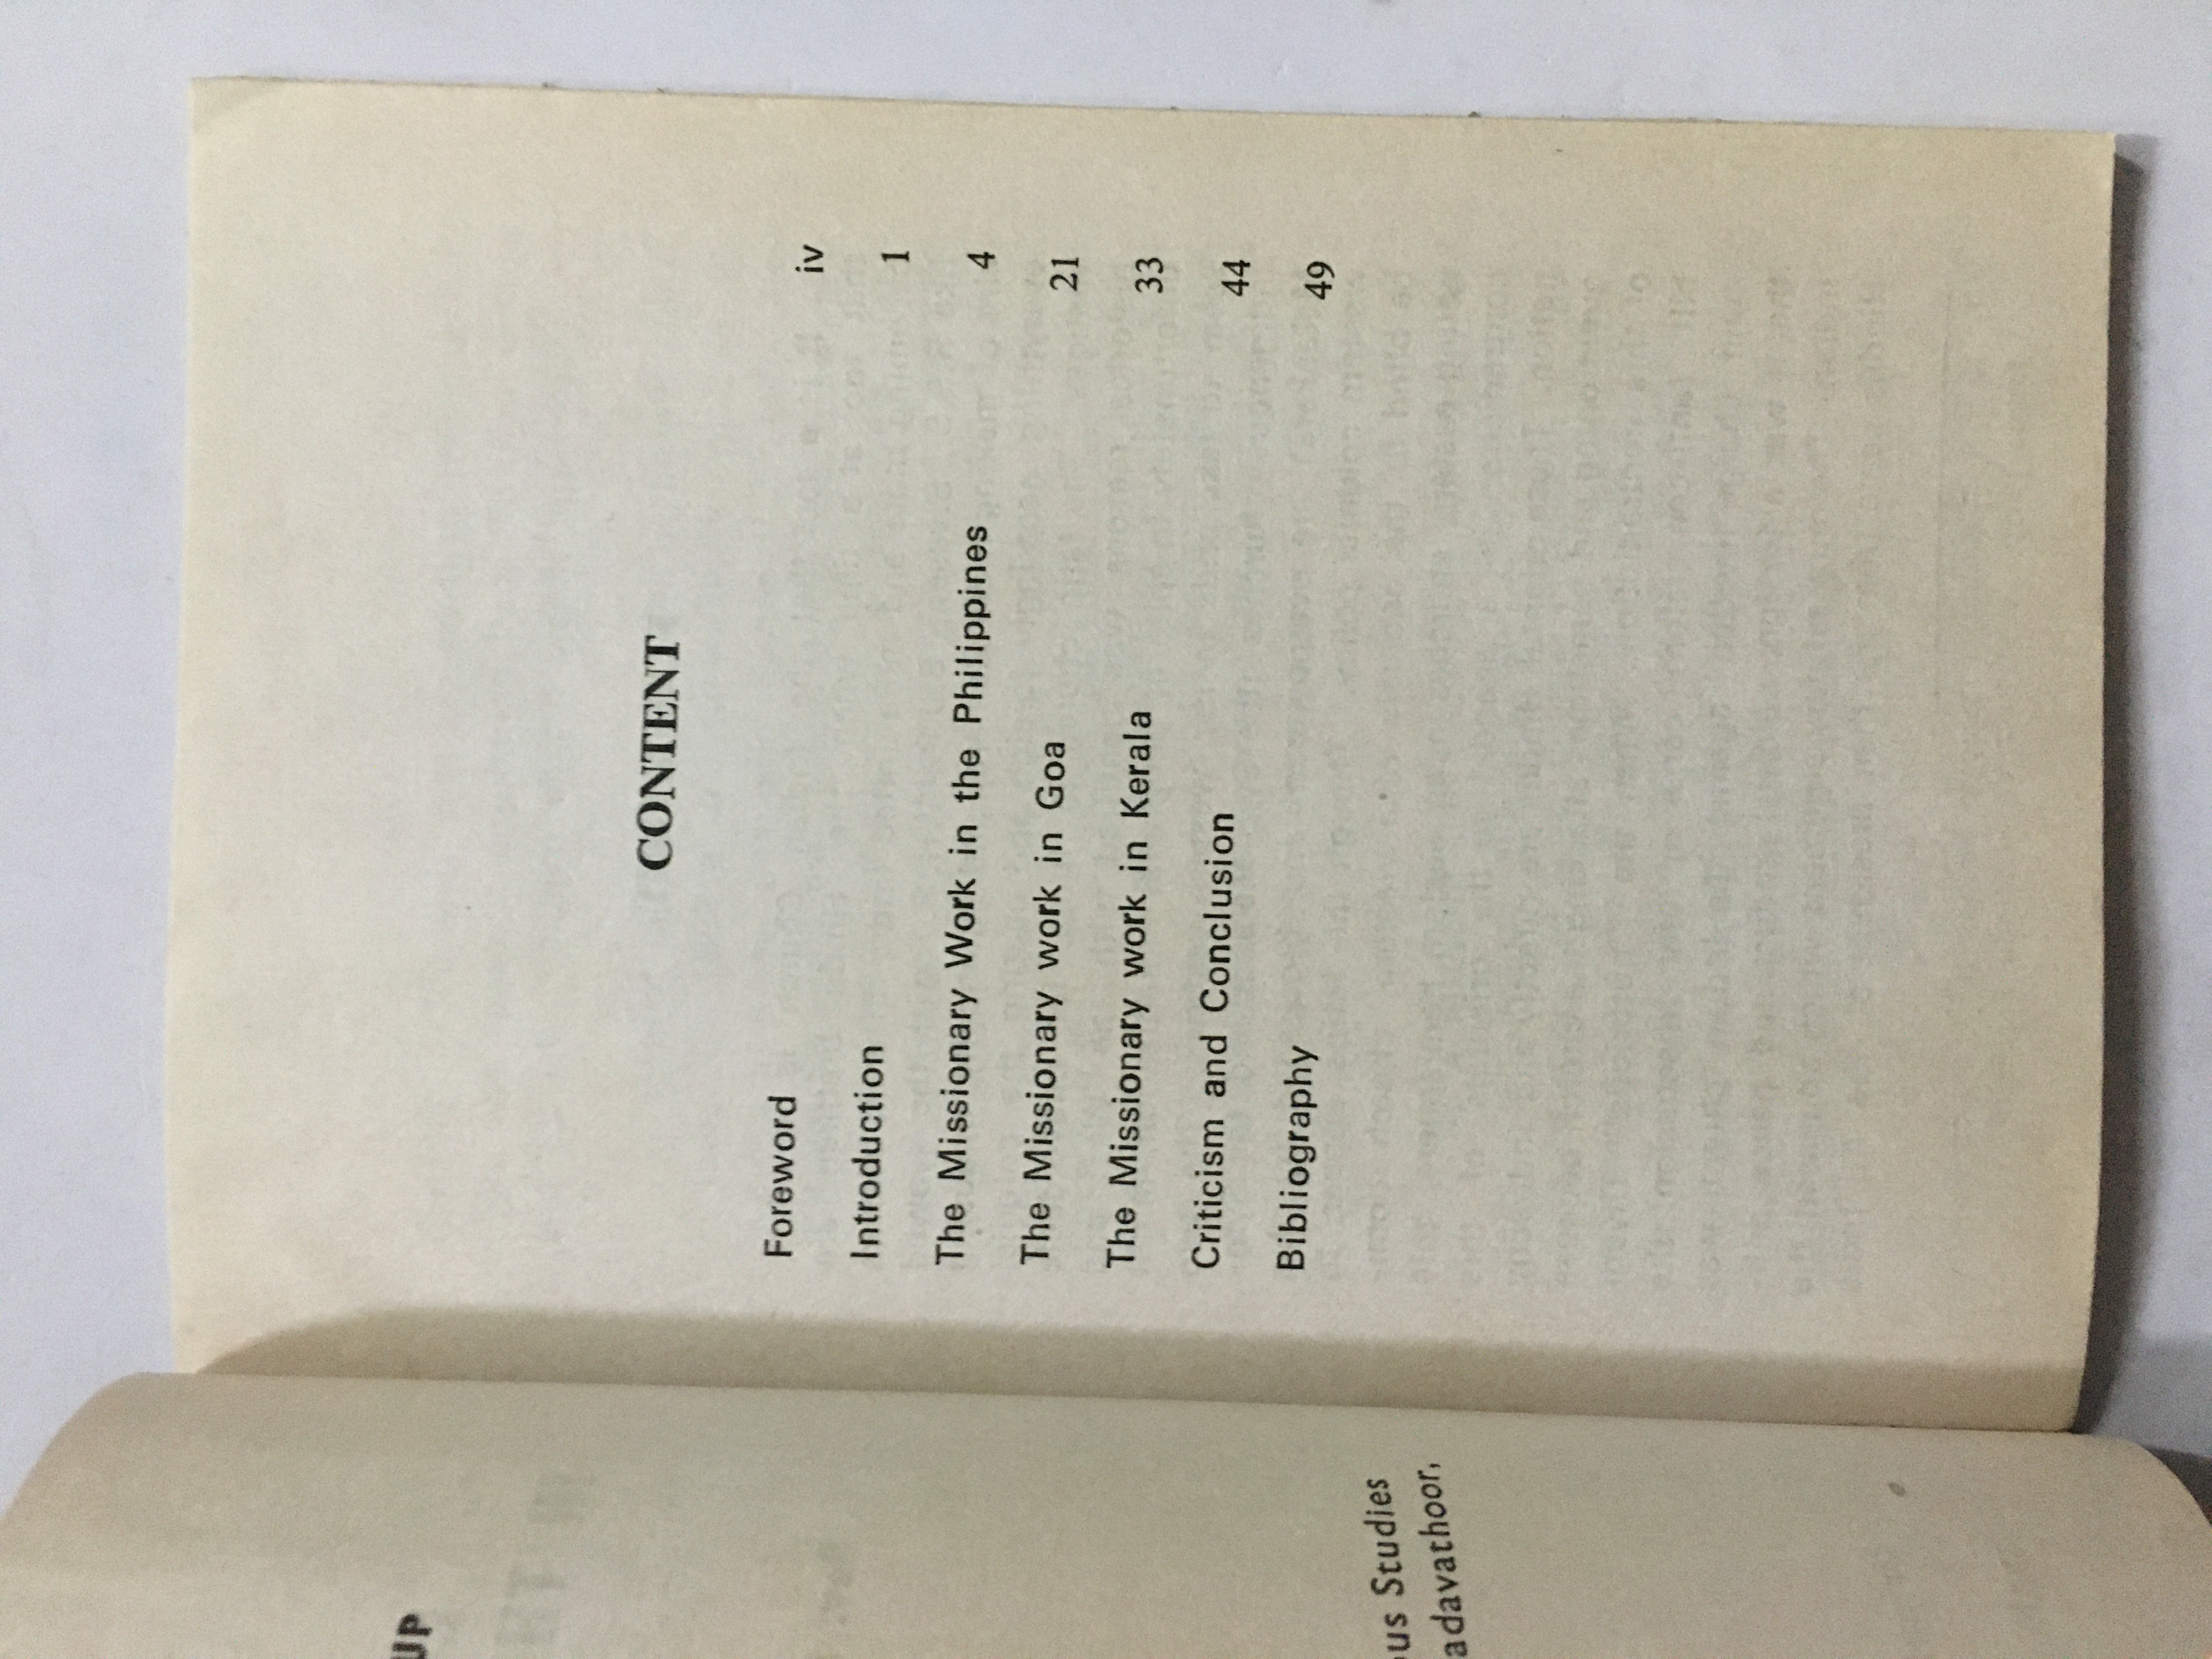 CONTENT
Foreword iv
Introduction 1
The Missionary Work in the Philippines 4
The Missionary work in Goa 21
The Missionary work in Kerala 33
Criticism and Conclusion 44
Bibliography 49
UP
ous Studies
adavathoor,